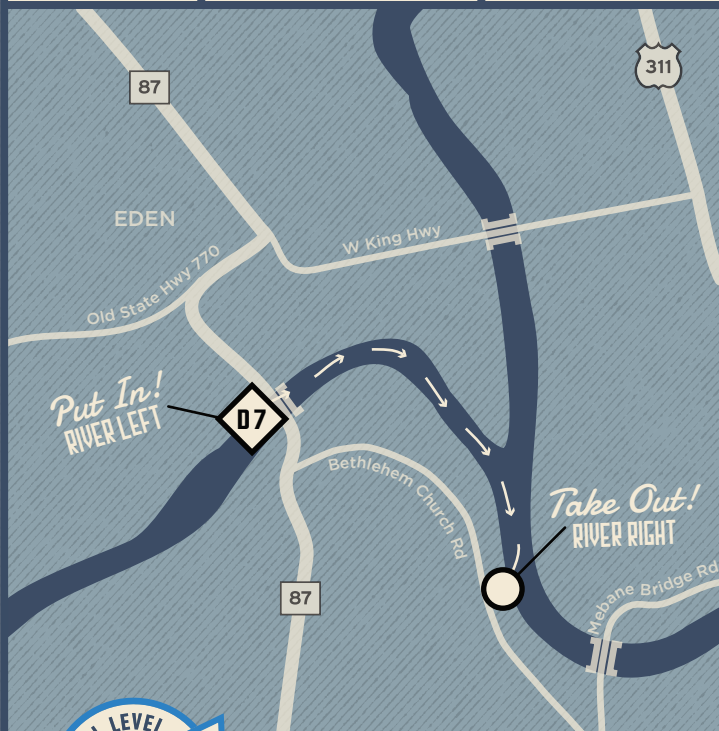 311
87
EDEN
W King Hwy
Old State Hwy 770
Put In!
RIVER LEFT
D7
Bethlehem Church Rd
Take Out!
RIVER RIGHT
Mebane Bridge Rd
87
LEVEL